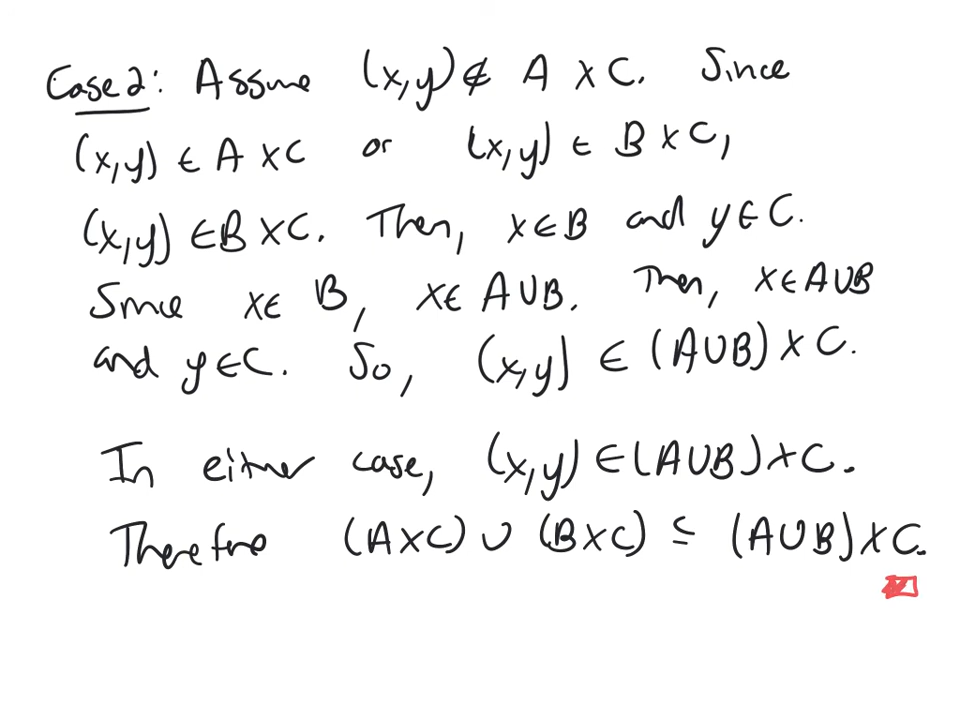 Case 2: Assume (x,y) ∉ A × C. Since
(x,y) ∈ A × C or (x,y) ∈ B × C,
(x,y) ∈ B × C. Then, x ∈ B and y ∈ C.
Since x ∈ B, x ∈ A ∪ B. Then, x ∈ A ∪ B
and y ∈ C. So, (x,y) ∈ (A ∪ B) × C.
In either case, (x,y) ∈ (A ∪ B) × C.
Therefore (A × C) ∪ (B × C) ⊆ (A ∪ B) × C.